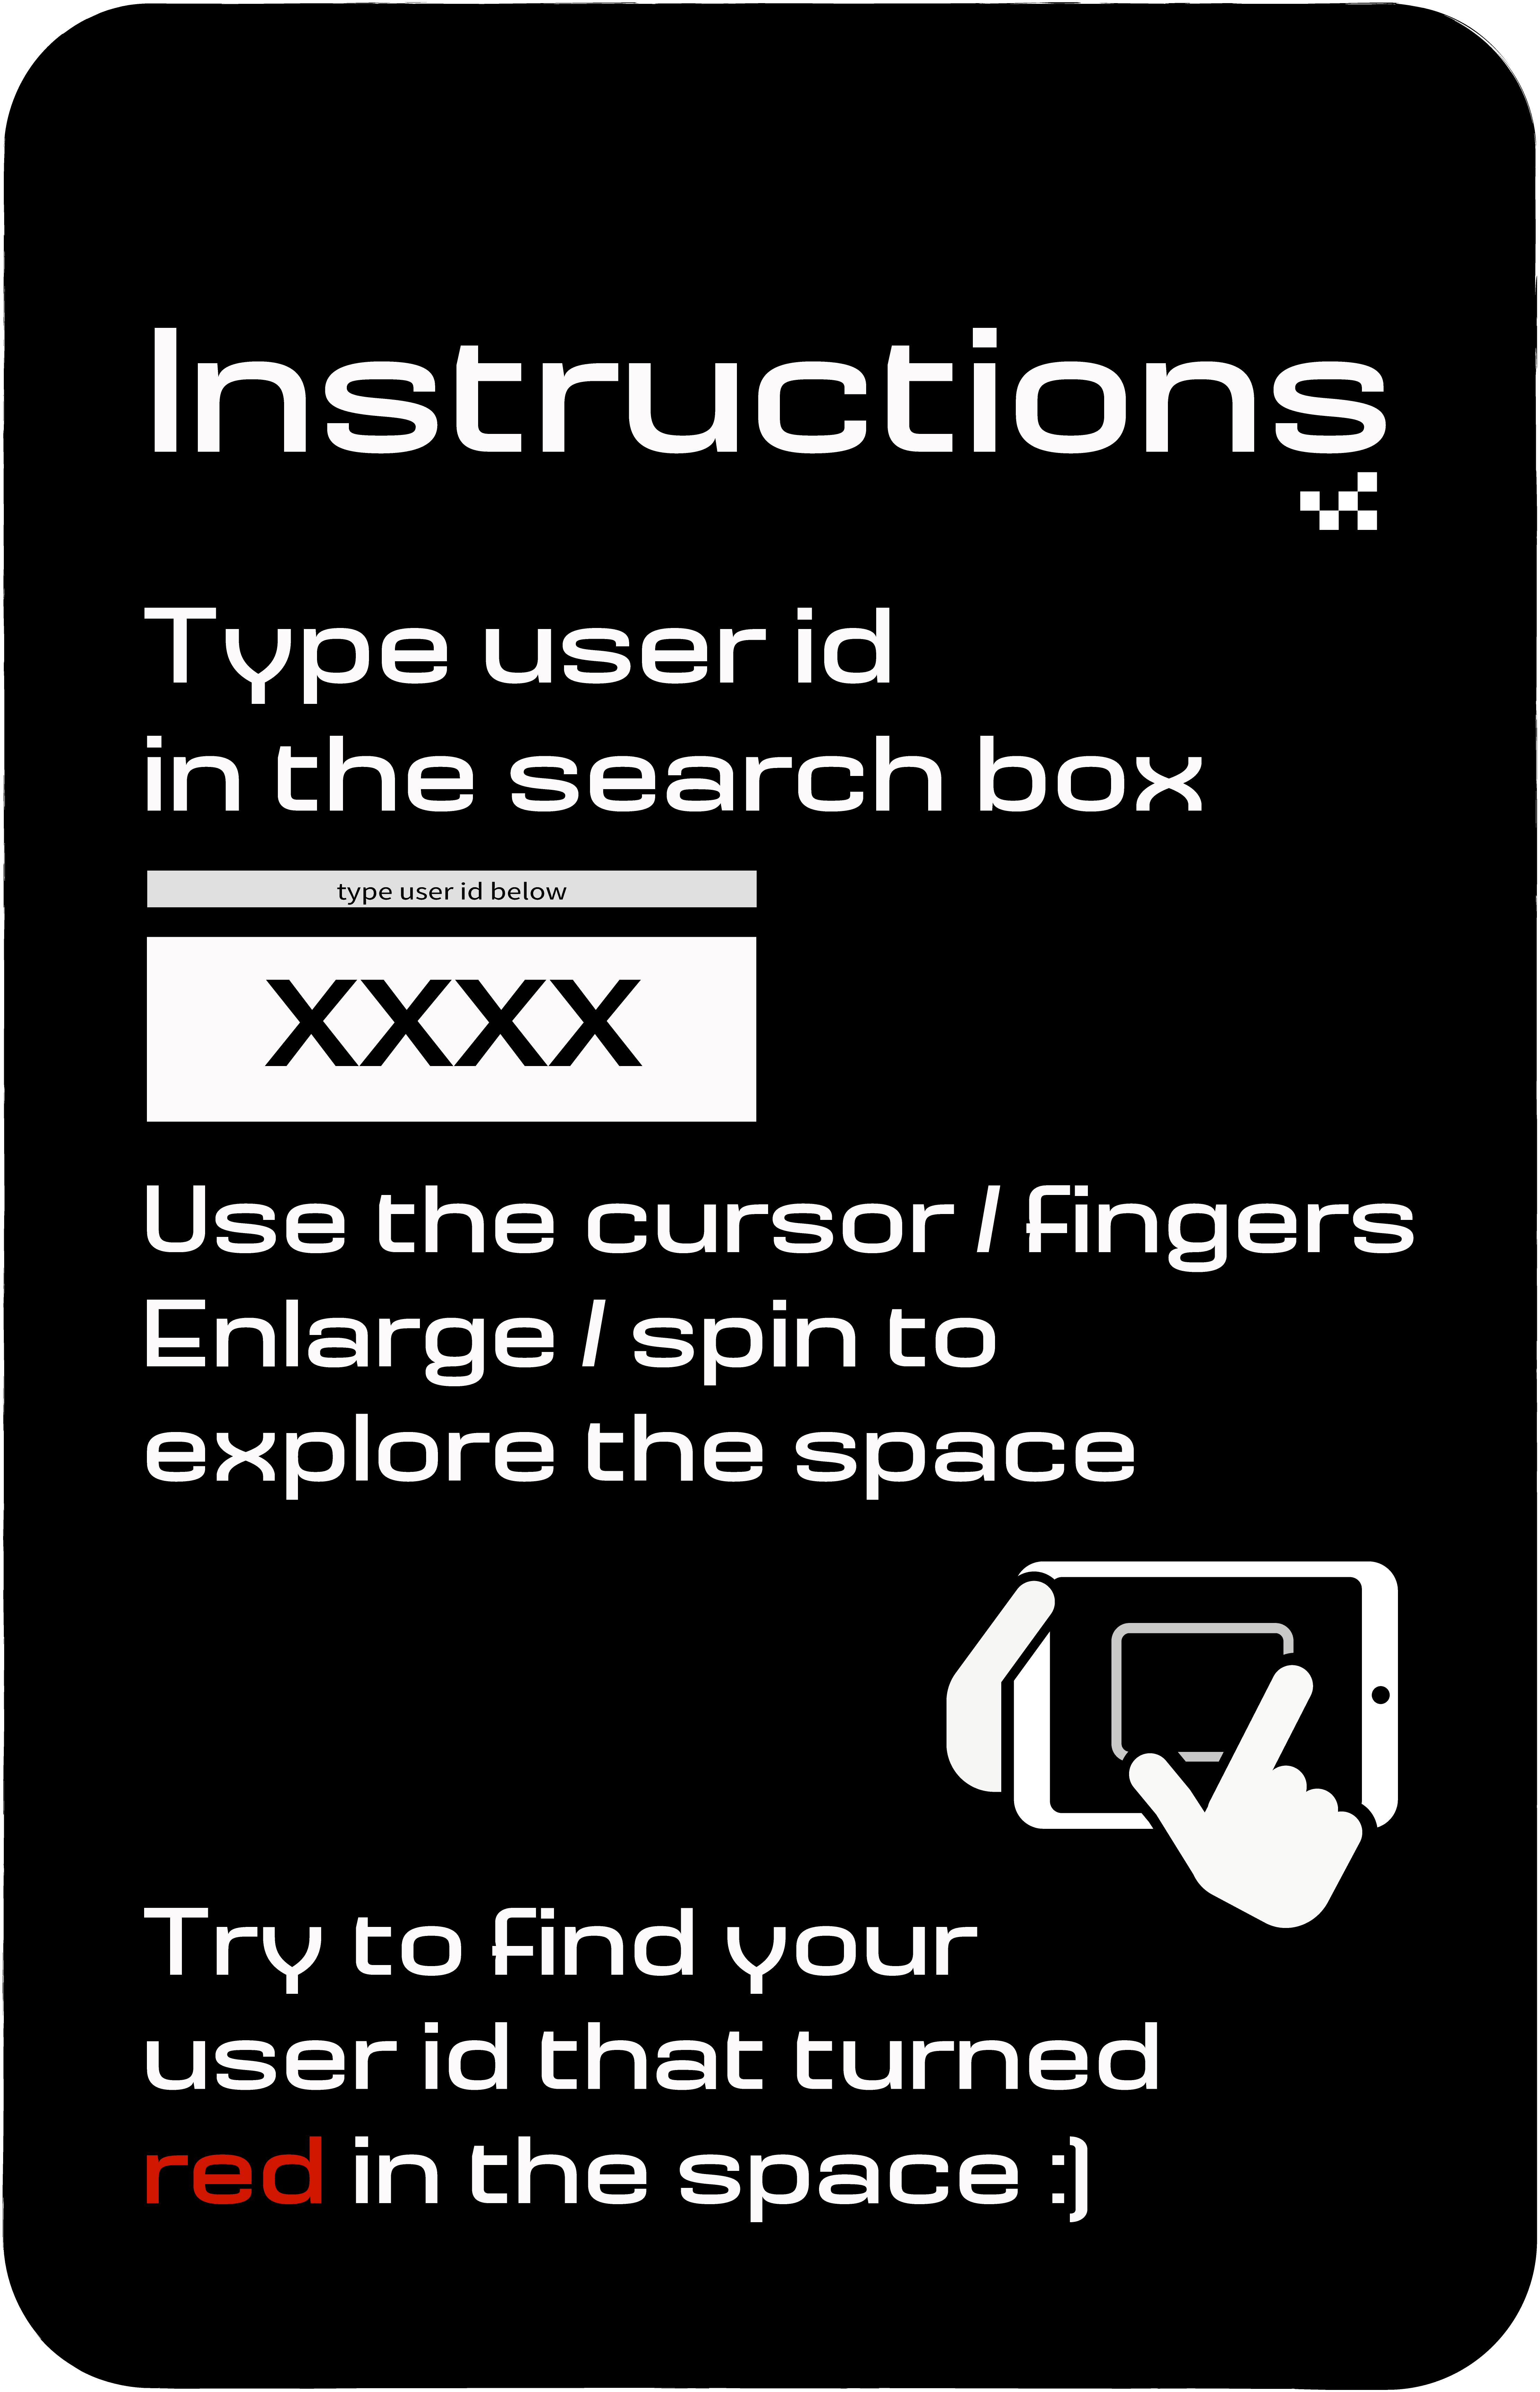 Instructions
Type user id
in the search box
type user id below
XXXX
Use the cursor / fingers
Enlarge / spin to
explore the space
Try to find your
user id that turned
red in the space :)